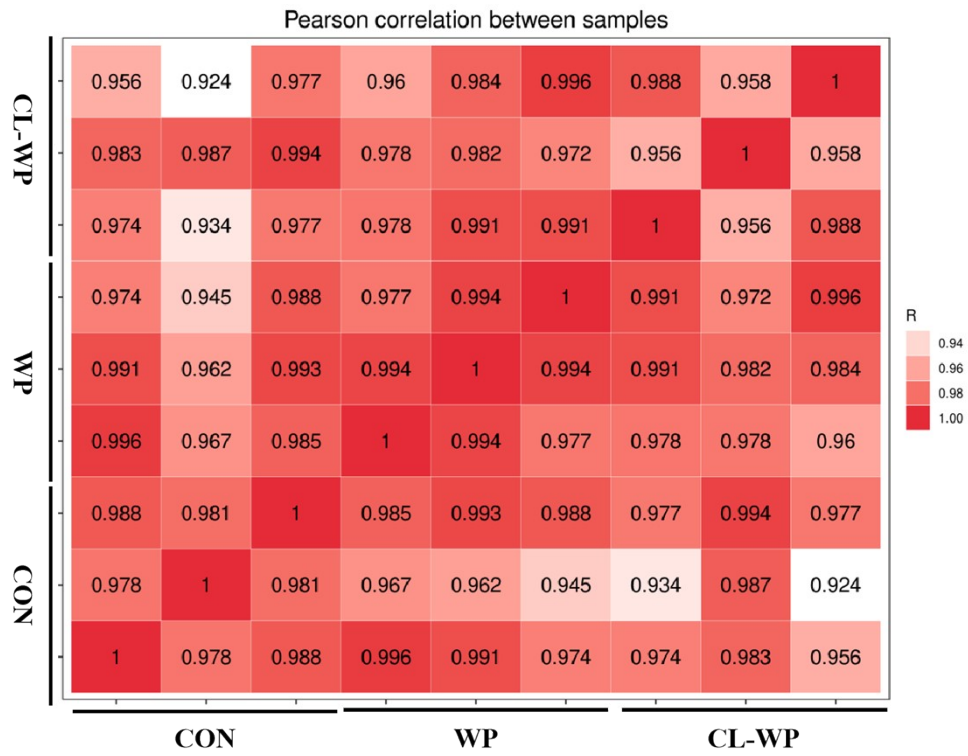 Pearson correlation between samples
CL-WP
0.956 0.924 0.977 0.96 0.984 0.996 0.988 0.958 1
0.983 0.987 0.994 0.978 0.982 0.972 0.956 1 0.958
0.974 0.934 0.977 0.978 0.991 0.991 1 0.956 0.988
WP
0.974 0.945 0.988 0.977 0.994 1 0.991 0.972 0.996
0.991 0.962 0.993 0.994 1 0.994 0.991 0.982 0.984
0.996 0.967 0.985 1 0.994 0.977 0.978 0.978 0.96
CON
0.988 0.981 1 0.985 0.993 0.988 0.977 0.994 0.977
0.978 1 0.981 0.967 0.962 0.945 0.934 0.987 0.924
1 0.978 0.988 0.996 0.991 0.974 0.974 0.983 0.956
CON WP CL-WP
R
0.94
0.96
0.98
1.00